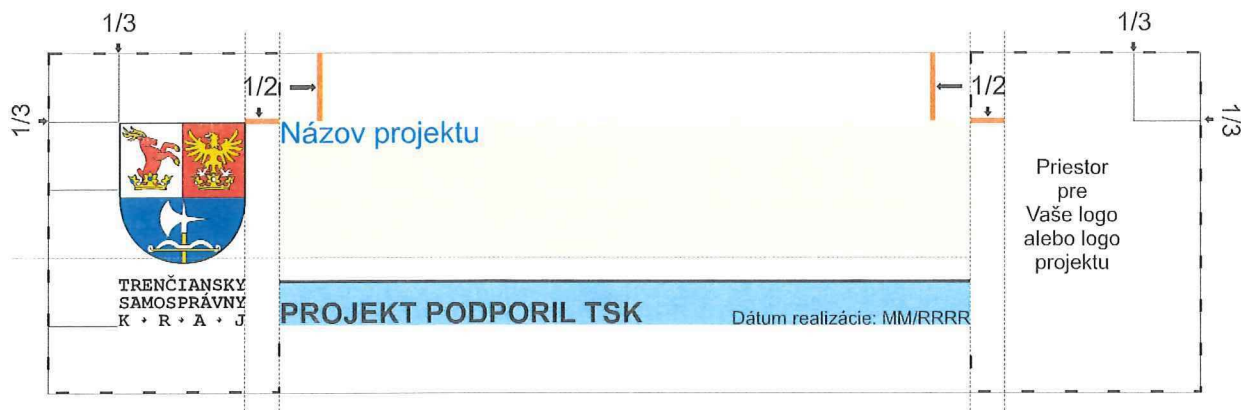 1/3
1/3
1/2
1/2
1/3
1/3
Názov projektu
Priestor
pre
Vaše logo
alebo logo
projektu
TRENČIANSKY
SAMOSPRÁVNY
K · R · A · J
PROJEKT PODPORIL TSK
Dátum realizácie: MM/RRRR